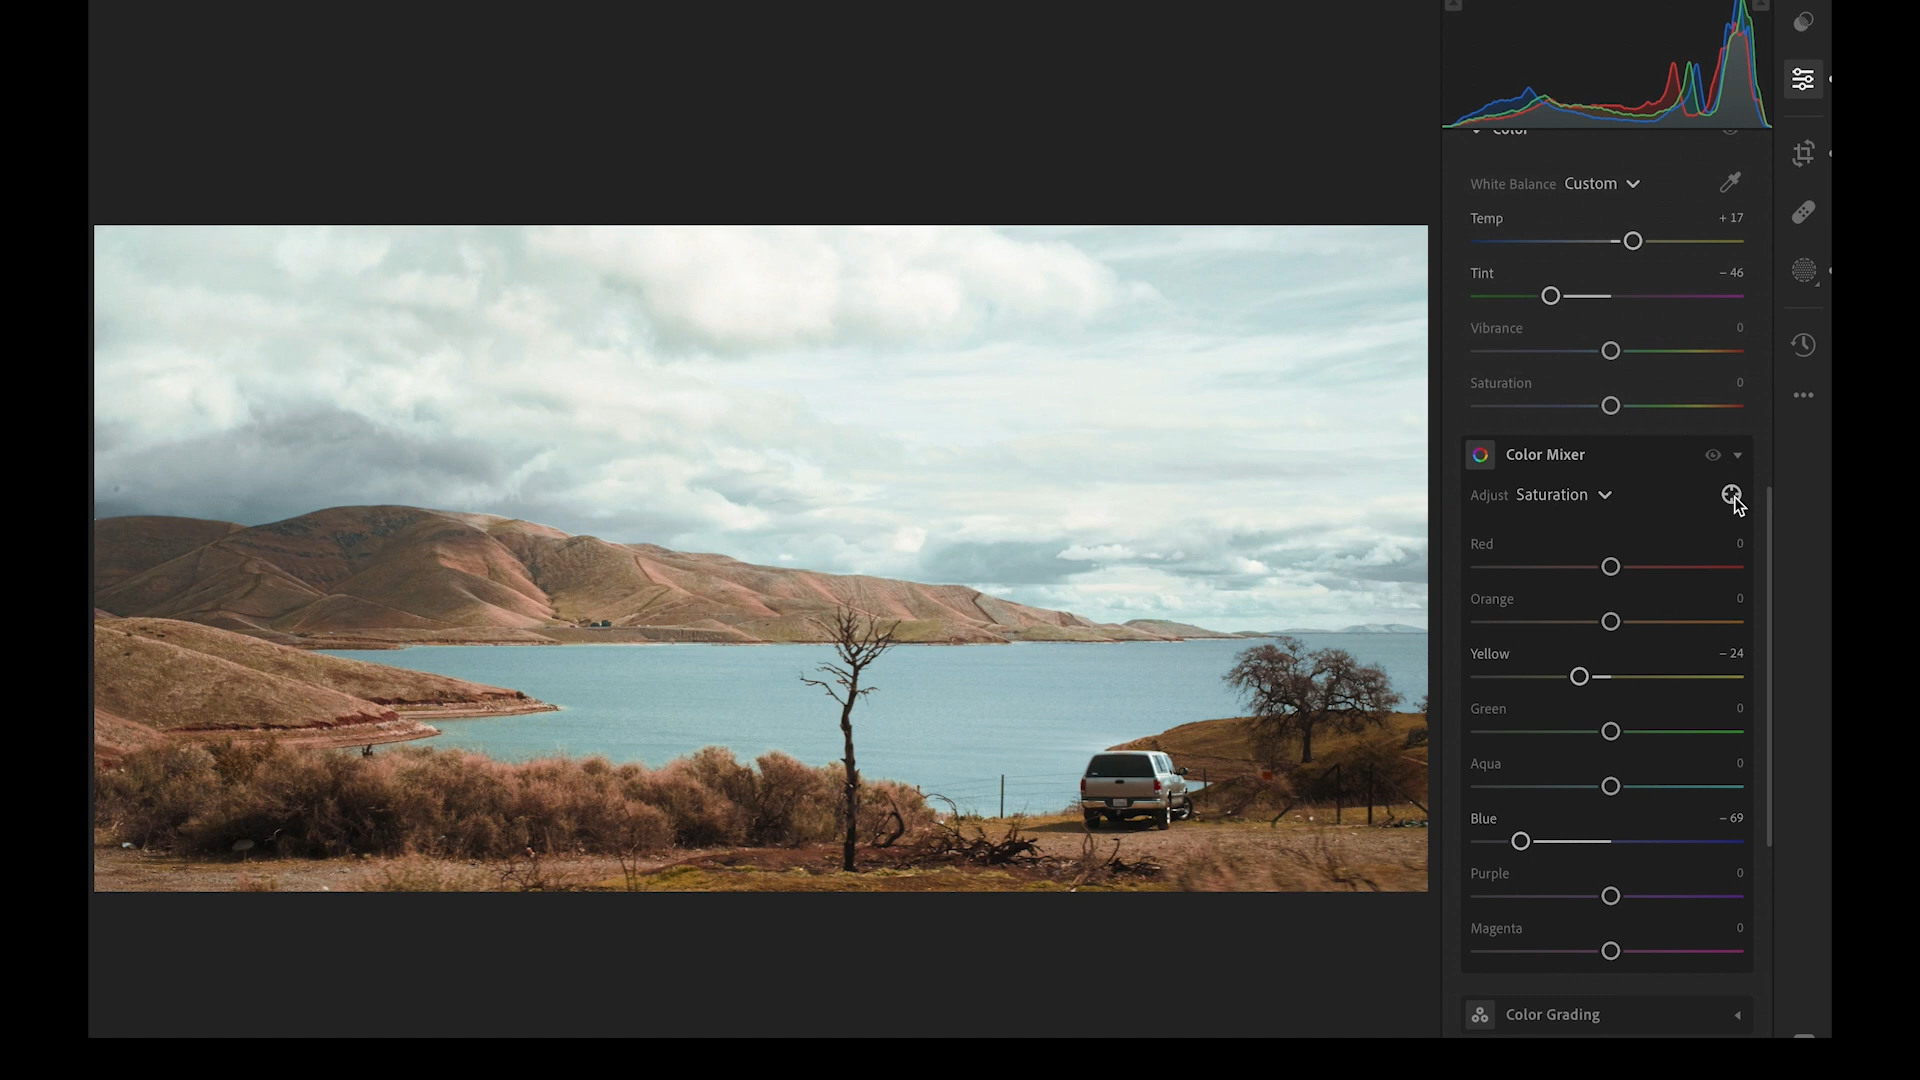 Color
White Balance Custom
Temp + 17
Tint – 46
Vibrance 0
Saturation 0
Color Mixer
Adjust Saturation
Red 0
Orange 0
Yellow – 24
Green 0
Aqua 0
Blue – 69
Purple 0
Magenta 0
Color Grading